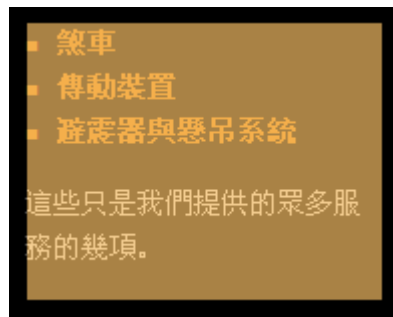 ▪ 煞車
▪ 傳動裝置
▪ 避震器與懸吊系統
這些只是我們提供的眾多服
務的幾項。